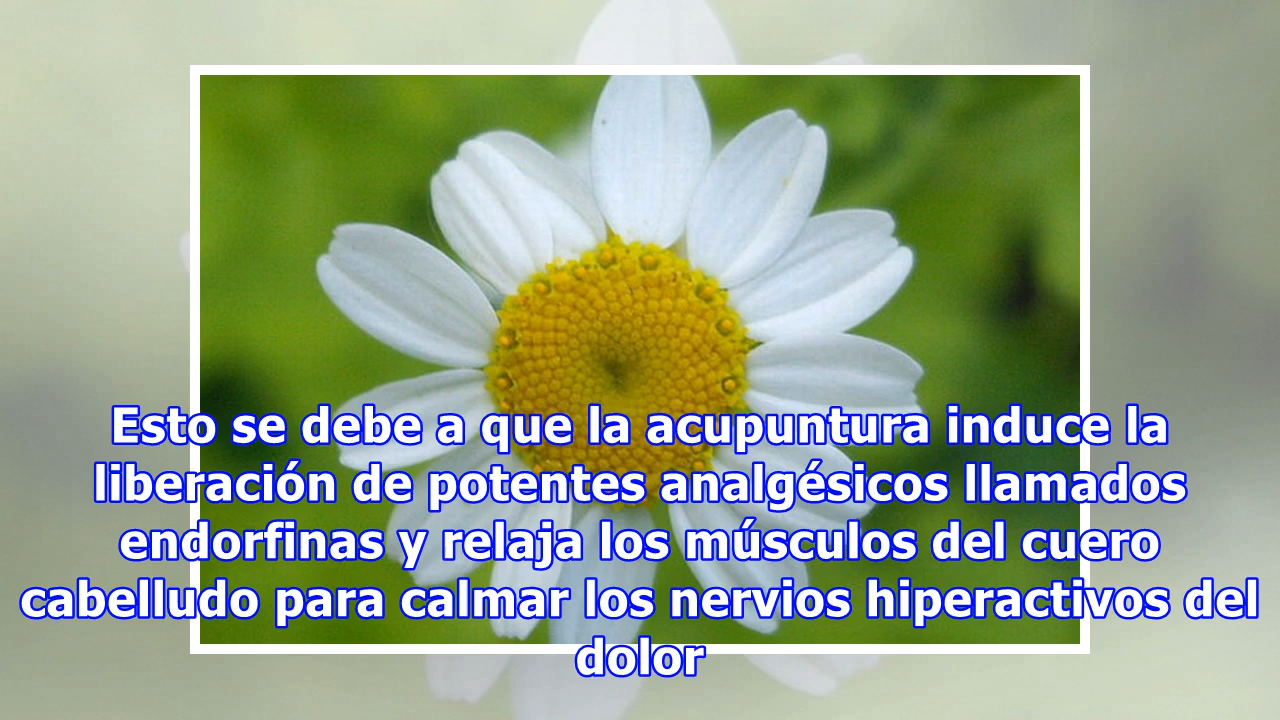 Esto se debe a que la acupuntura induce la
liberación de potentes analgésicos llamados
endorfinas y relaja los músculos del cuero
cabelludo para calmar los nervios hiperactivos del
dolor